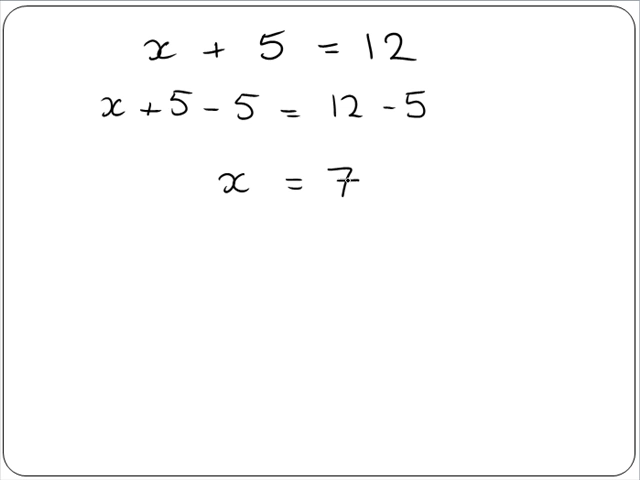 x + 5 = 12
x + 5 - 5 = 12 - 5
x = 7